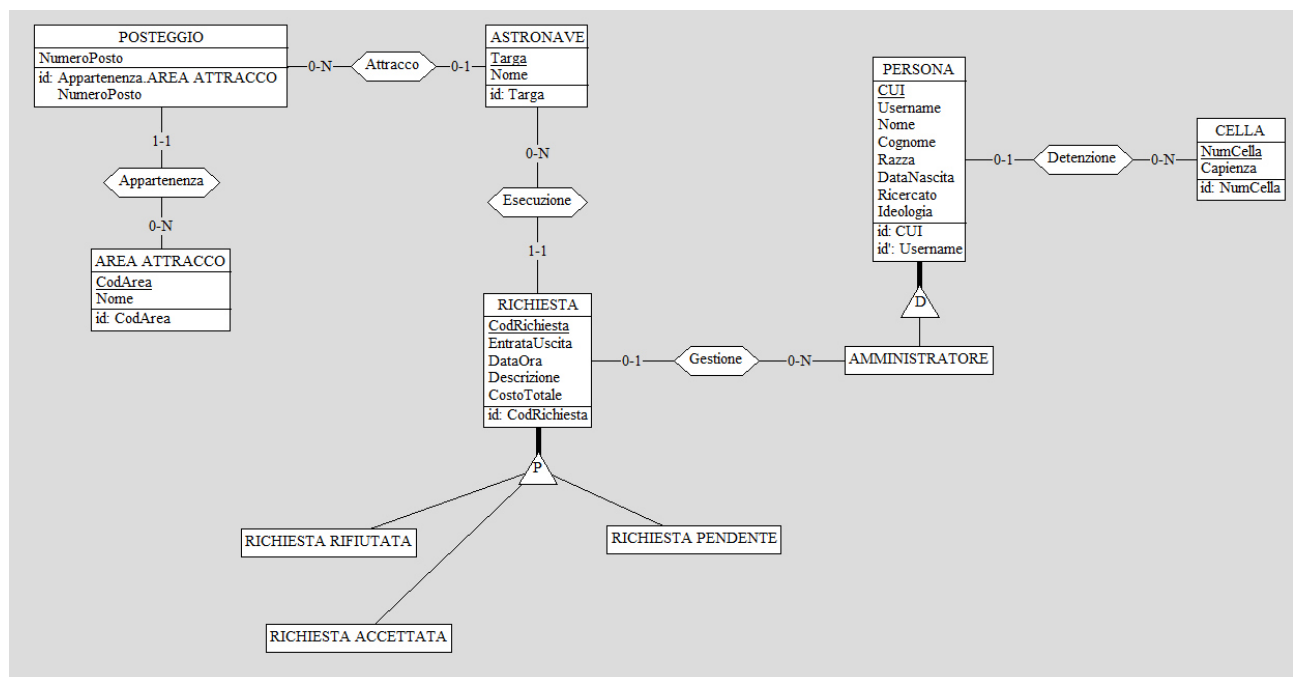 POSTEGGIO
NumeroPosto
id: Appartenenza.AREA ATTRACCO
NumeroPosto
0-N
Attracco
0-1
ASTRONAVE
Targa
Nome
id: Targa
1-1
Appartenenza
0-N
AREA ATTRACCO
CodArea
Nome
id: CodArea
0-N
Esecuzione
1-1
RICHIESTA
CodRichiesta
EntrataUscita
DataOra
Descrizione
CostoTotale
id: CodRichiesta
0-1
Gestione
0-N
AMMINISTRATORE
D
PERSONA
CUI
Username
Nome
Cognome
Razza
DataNascita
Ricercato
Ideologia
id: CUI
id': Username
0-1
Detenzione
0-N
CELLA
NumCella
Capienza
id: NumCella
P
RICHIESTA RIFIUTATA
RICHIESTA PENDENTE
RICHIESTA ACCETTATA